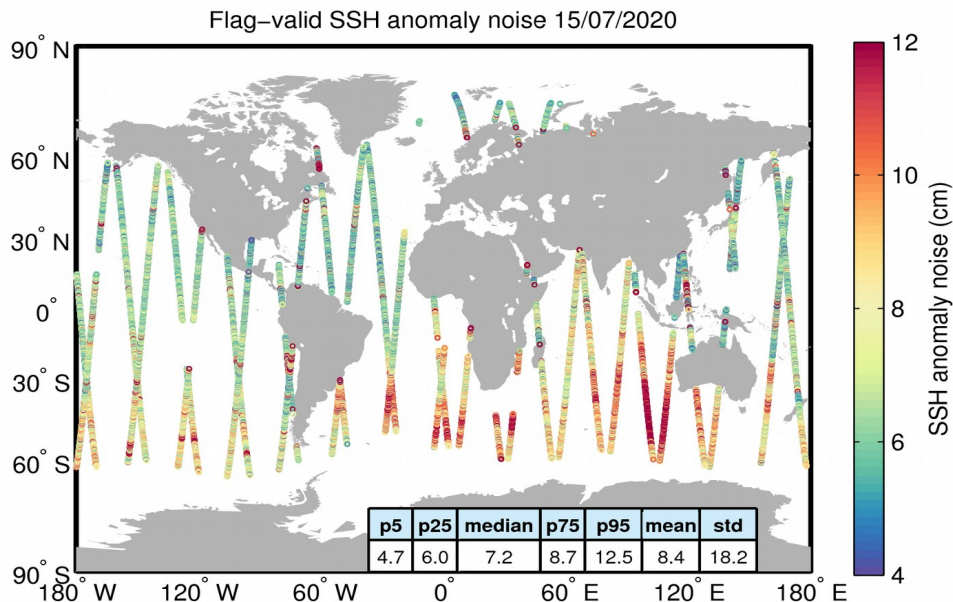 Flag−valid SSH anomaly noise 15/07/2020
90° N
60° N
30° N
0°
30° S
60° S
90° S
180° W
120° W
60° W
0°
60° E
120° E
180° E
p5 p25 median p75 p95 mean std
4.7 6.0 7.2 8.7 12.5 8.4 18.2
12
10
8
6
4
SSH anomaly noise (cm)